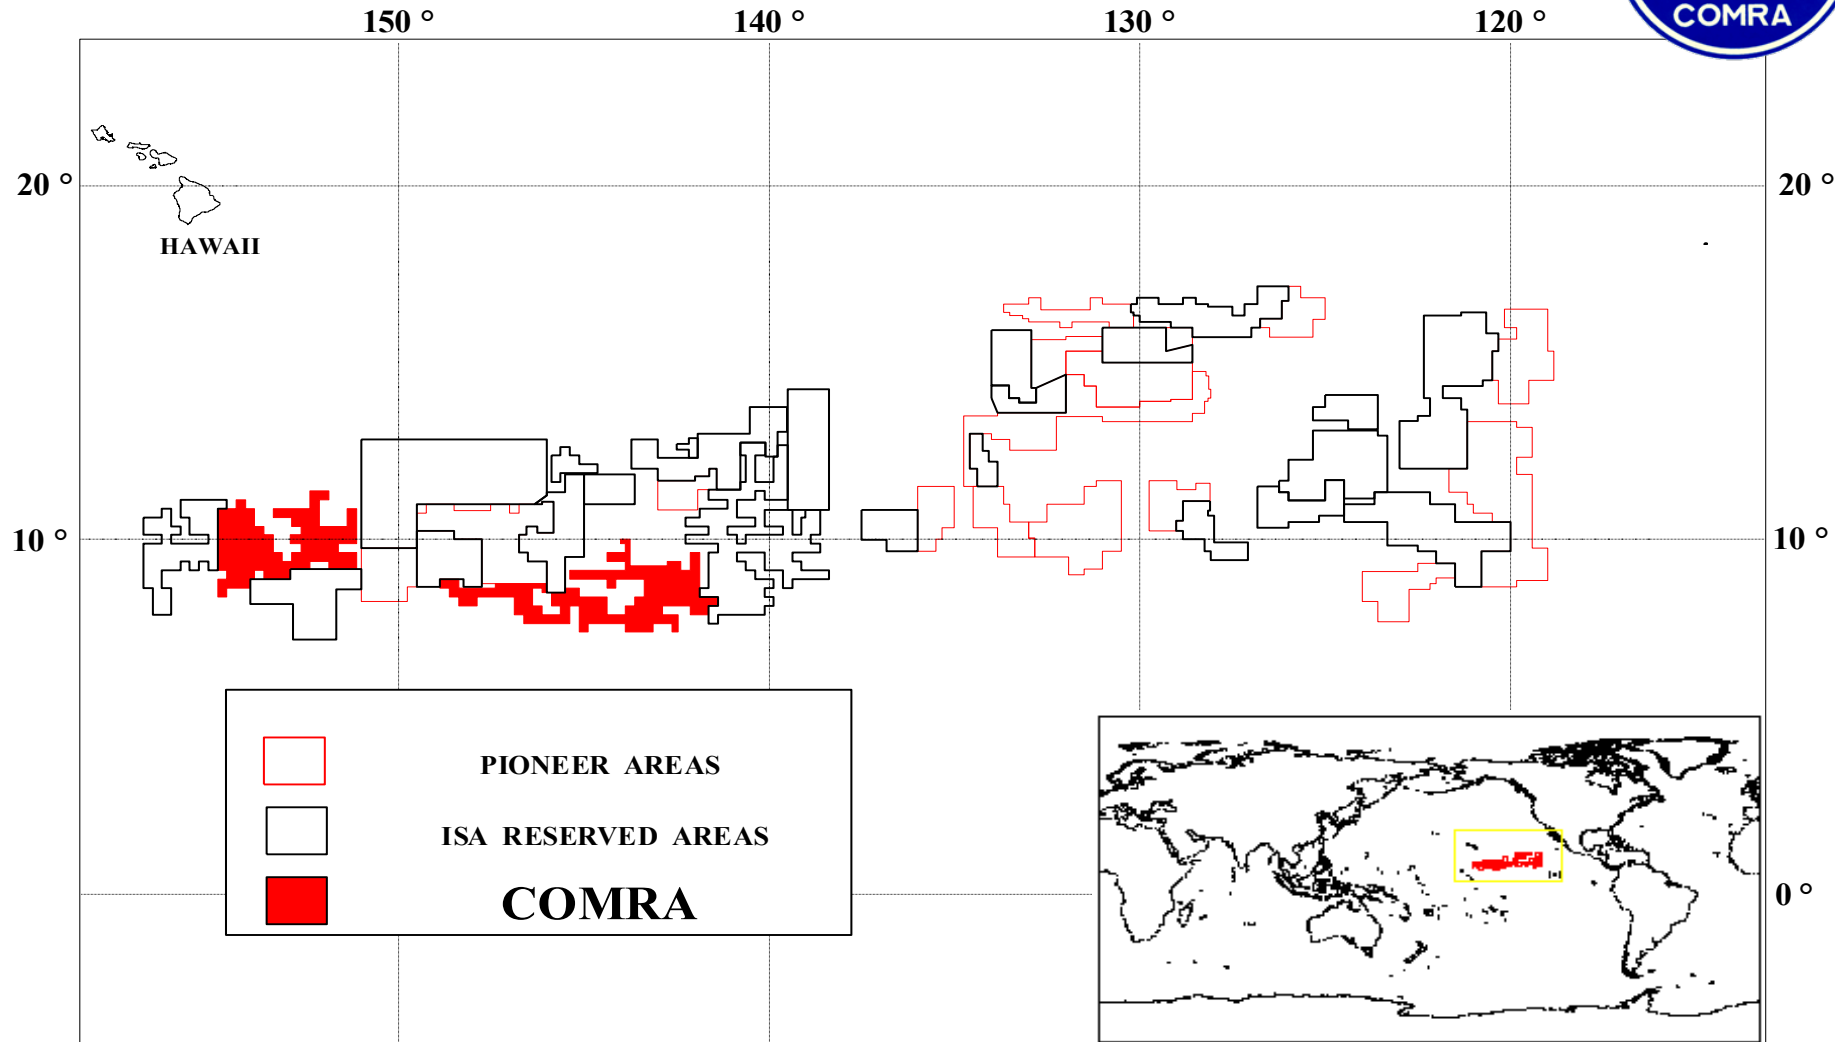 COMRA
150 °
140 °
130 °
120 °
20 °
20 °
HAWAII
10 °
10 °
PIONEER AREAS
ISA RESERVED AREAS
COMRA
0 °